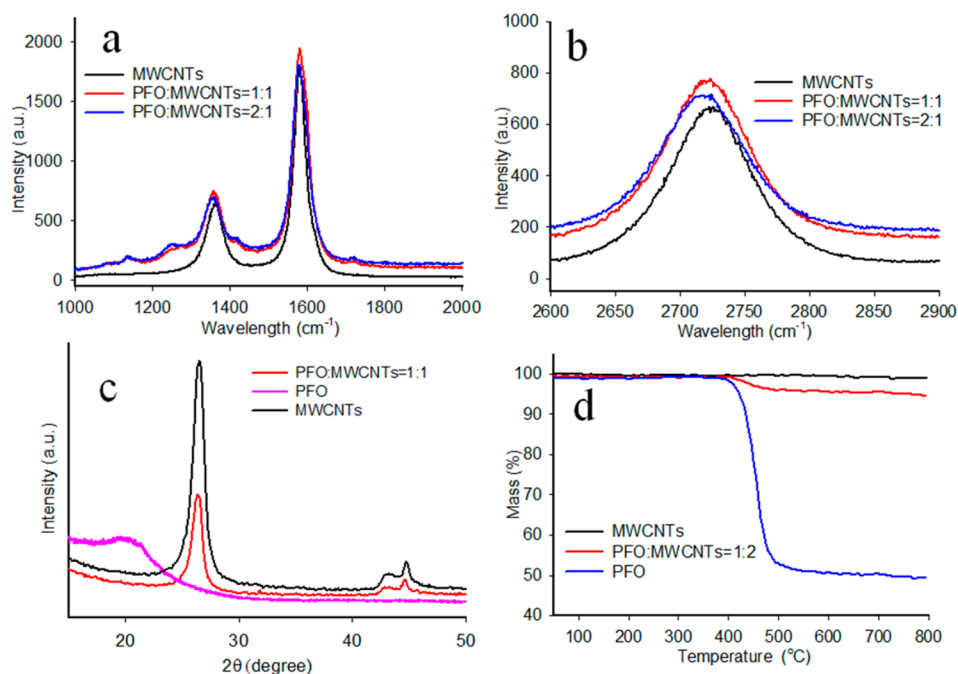 a
MWCNTs
PFO:MWCNTs=1:1
PFO:MWCNTs=2:1
Intensity (a.u.)
2000
1500
1000
500
0
1000 1200 1400 1600 1800 2000
Wavelength (cm-1)
b
MWCNTs
PFO:MWCNTs=1:1
PFO:MWCNTs=2:1
Intensity (a.u.)
1000
800
600
400
200
0
2600 2650 2700 2750 2800 2850 2900
Wavelength (cm-1)
c
PFO:MWCNTs=1:1
PFO
MWCNTs
Intensity (a.u.)
20 30 40 50
2θ (degree)
d
Mass (%)
100
90
80
70
60
50
40
MWCNTs
PFO:MWCNTs=1:2
PFO
100 200 300 400 500 600 700 800
Temperature (°C)